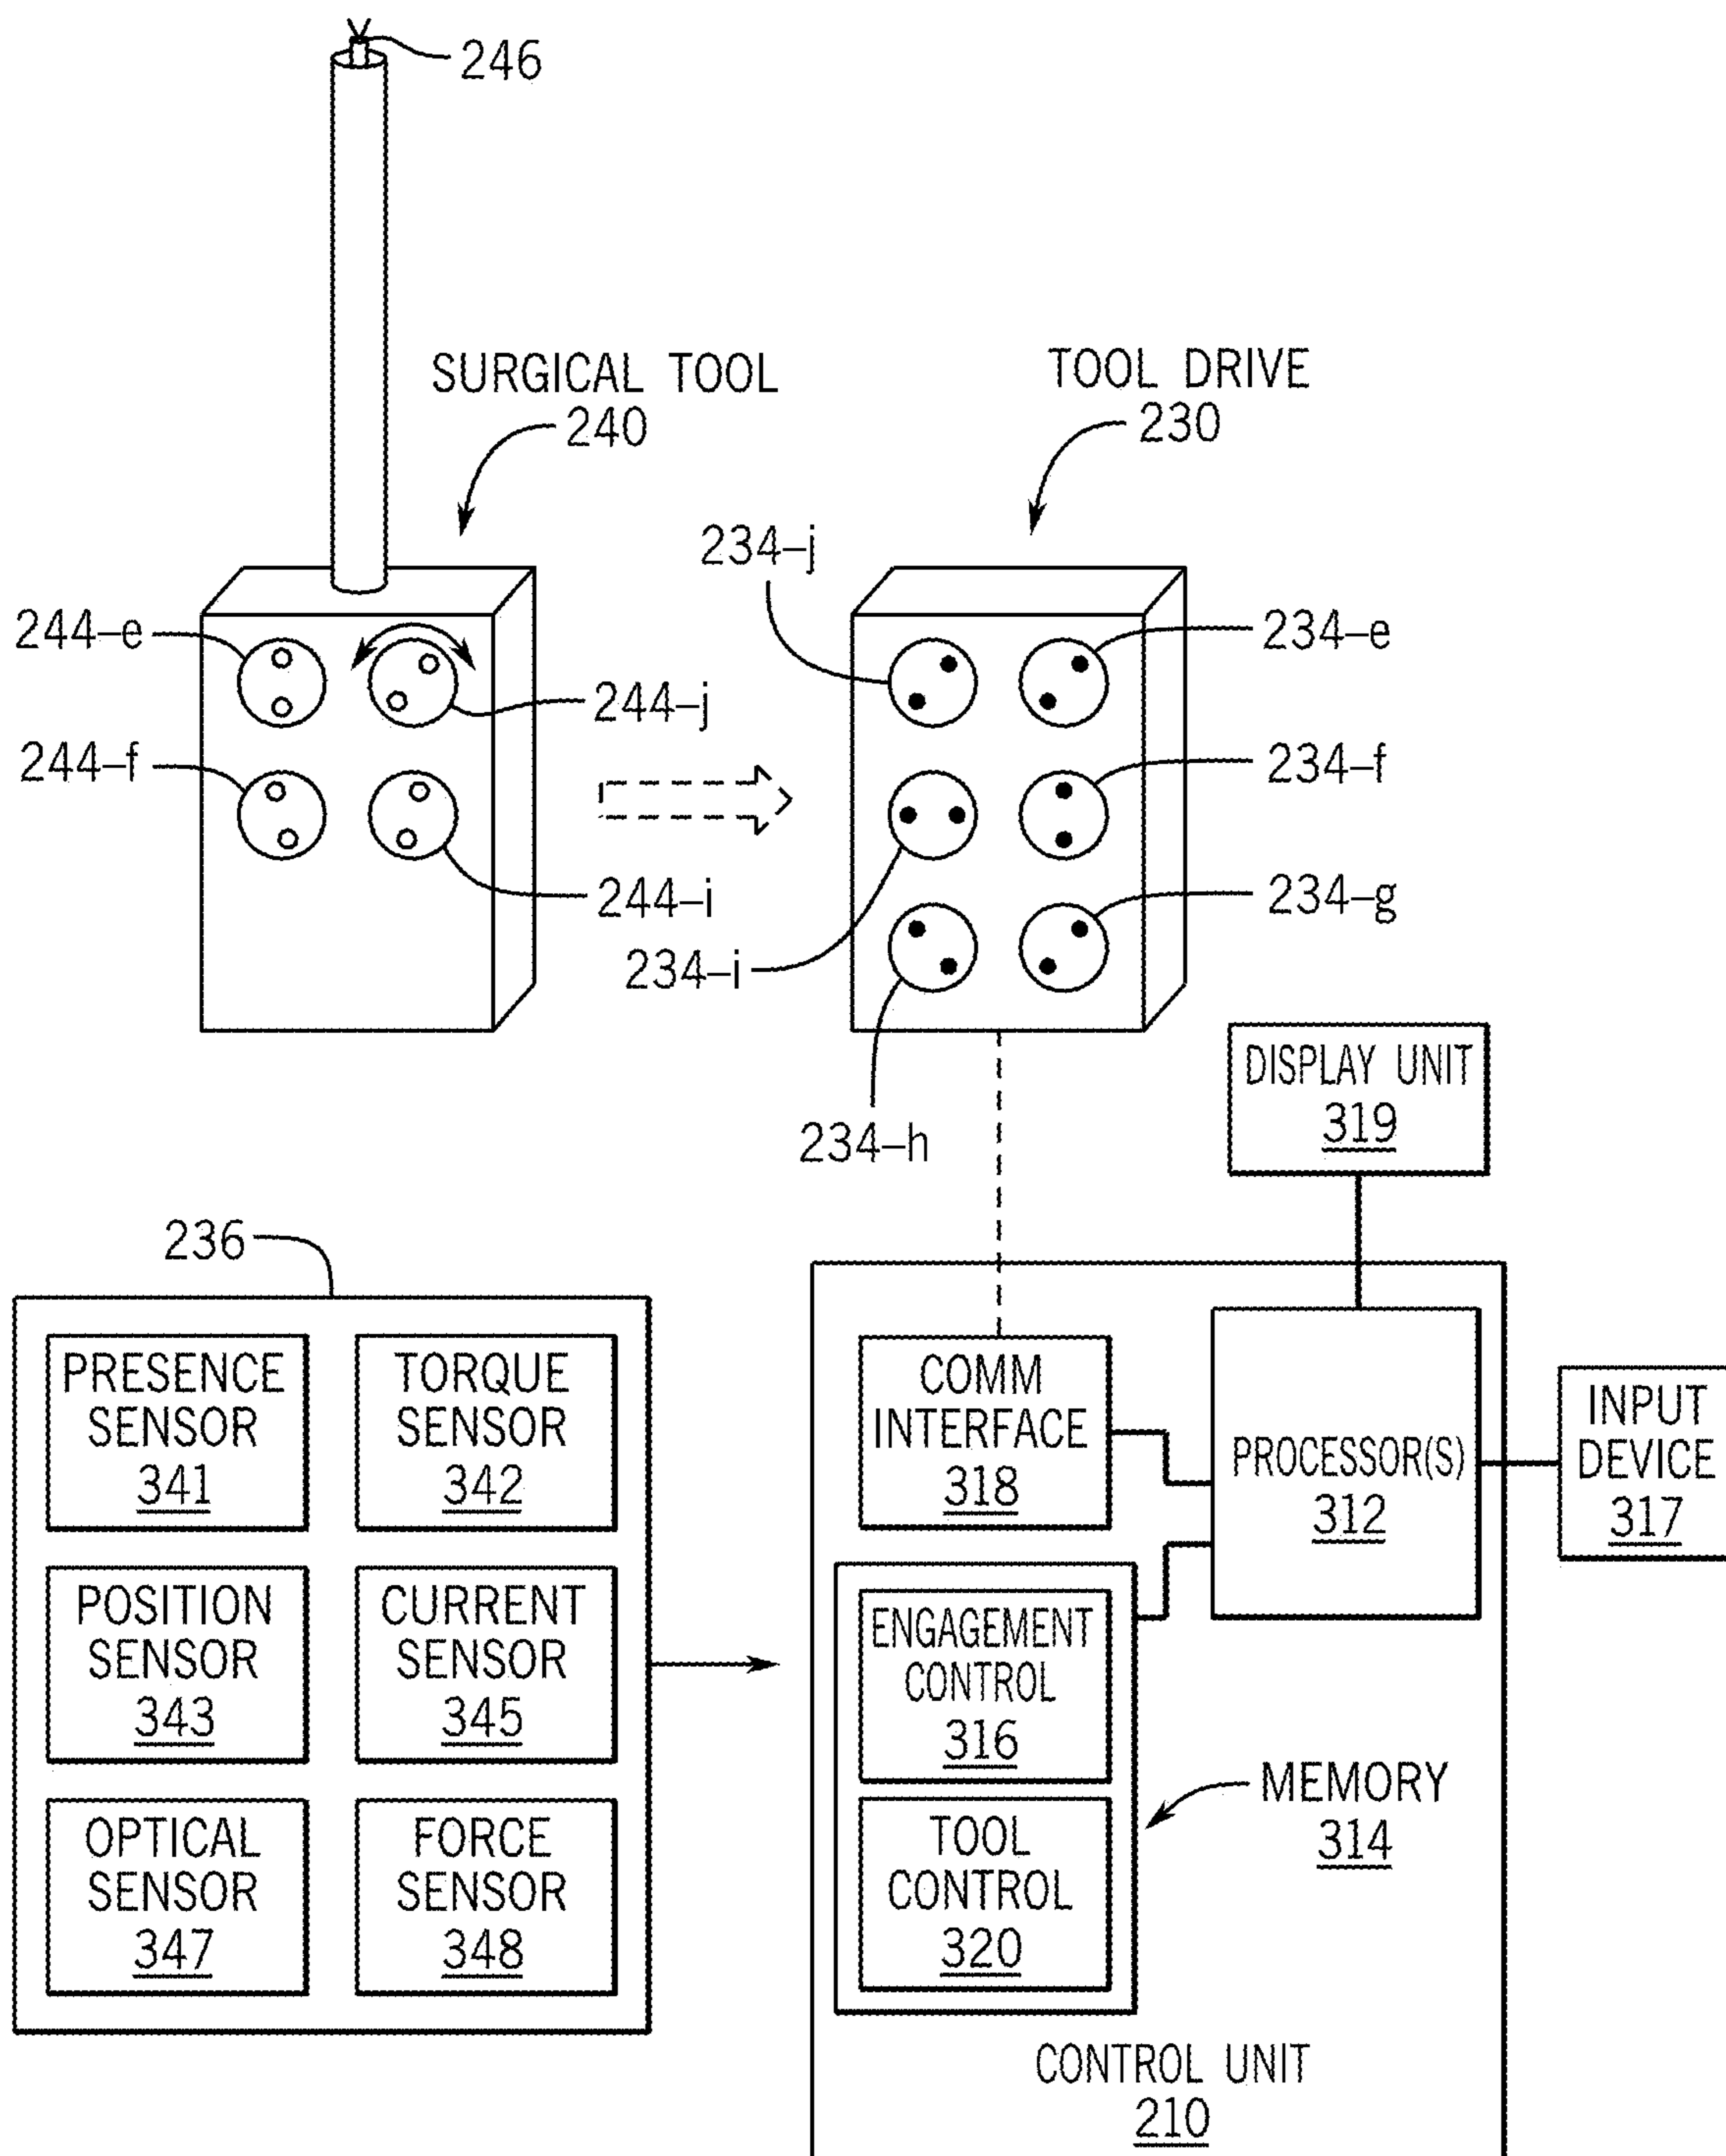 246
SURGICAL TOOL
240
TOOL DRIVE
230
234–j
244–e
234–e
244–j
244–f
234–f
244–i
234–g
234–i
234–h
DISPLAY UNIT
319
236
PRESENCE
SENSOR
341
TORQUE
SENSOR
342
POSITION
SENSOR
343
CURRENT
SENSOR
345
OPTICAL
SENSOR
347
FORCE
SENSOR
348
COMM
INTERFACE
318
PROCESSOR(S)
312
INPUT
DEVICE
317
ENGAGEMENT
CONTROL
316
TOOL
CONTROL
320
MEMORY
314
CONTROL UNIT
210